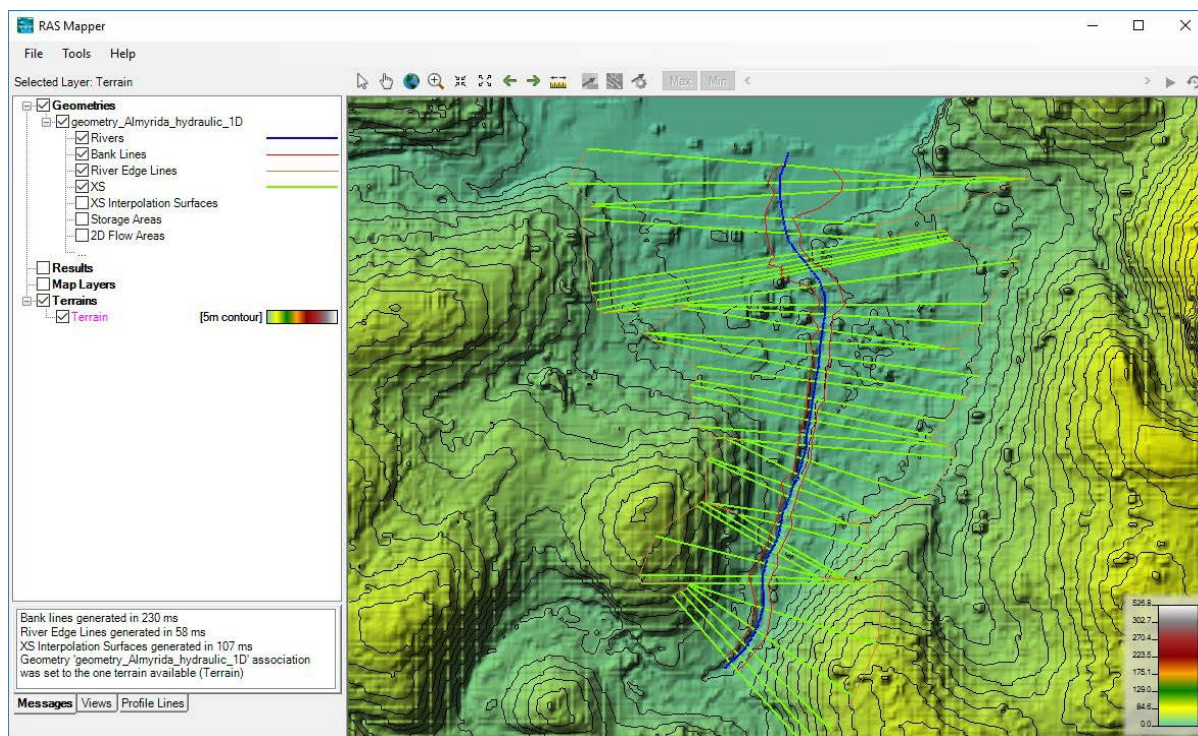 RAS Mapper
File Tools Help
Selected Layer: Terrain
Max Min
Geometries
geometry_Almyrida_hydraulic_1D
Rivers
Bank Lines
River Edge Lines
XS
XS Interpolation Surfaces
Storage Areas
2D Flow Areas
...
Results
Map Layers
Terrains
Terrain [5m contour]
Bank lines generated in 230 ms
River Edge Lines generated in 58 ms
XS Interpolation Surfaces generated in 107 ms
Geometry 'geometry_Almyrida_hydraulic_1D' association
was set to the one terrain available (Terrain)
Messages Views Profile Lines
526.6
302.7
270.4
223.5
175.1
129.0
84.6
0.0